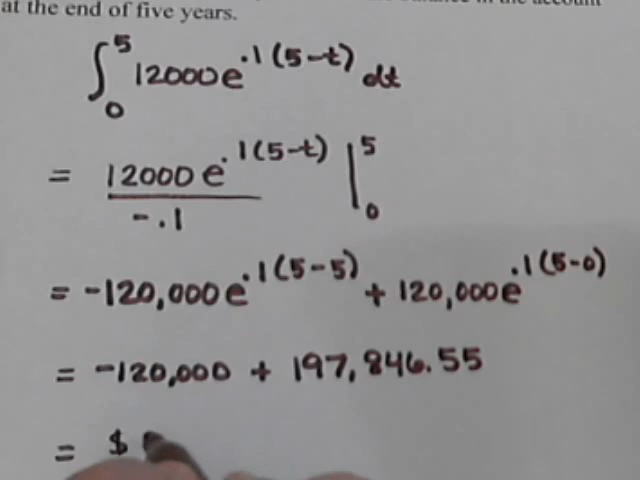 at the end of five years.
∫₀⁵ 12000e^.1(5-t) dt
= 12000e^.1(5-t) / -.1 |₀⁵
= -120,000e^.1(5-5) + 120,000e^.1(5-0)
= -120,000 + 197,846.55
= $